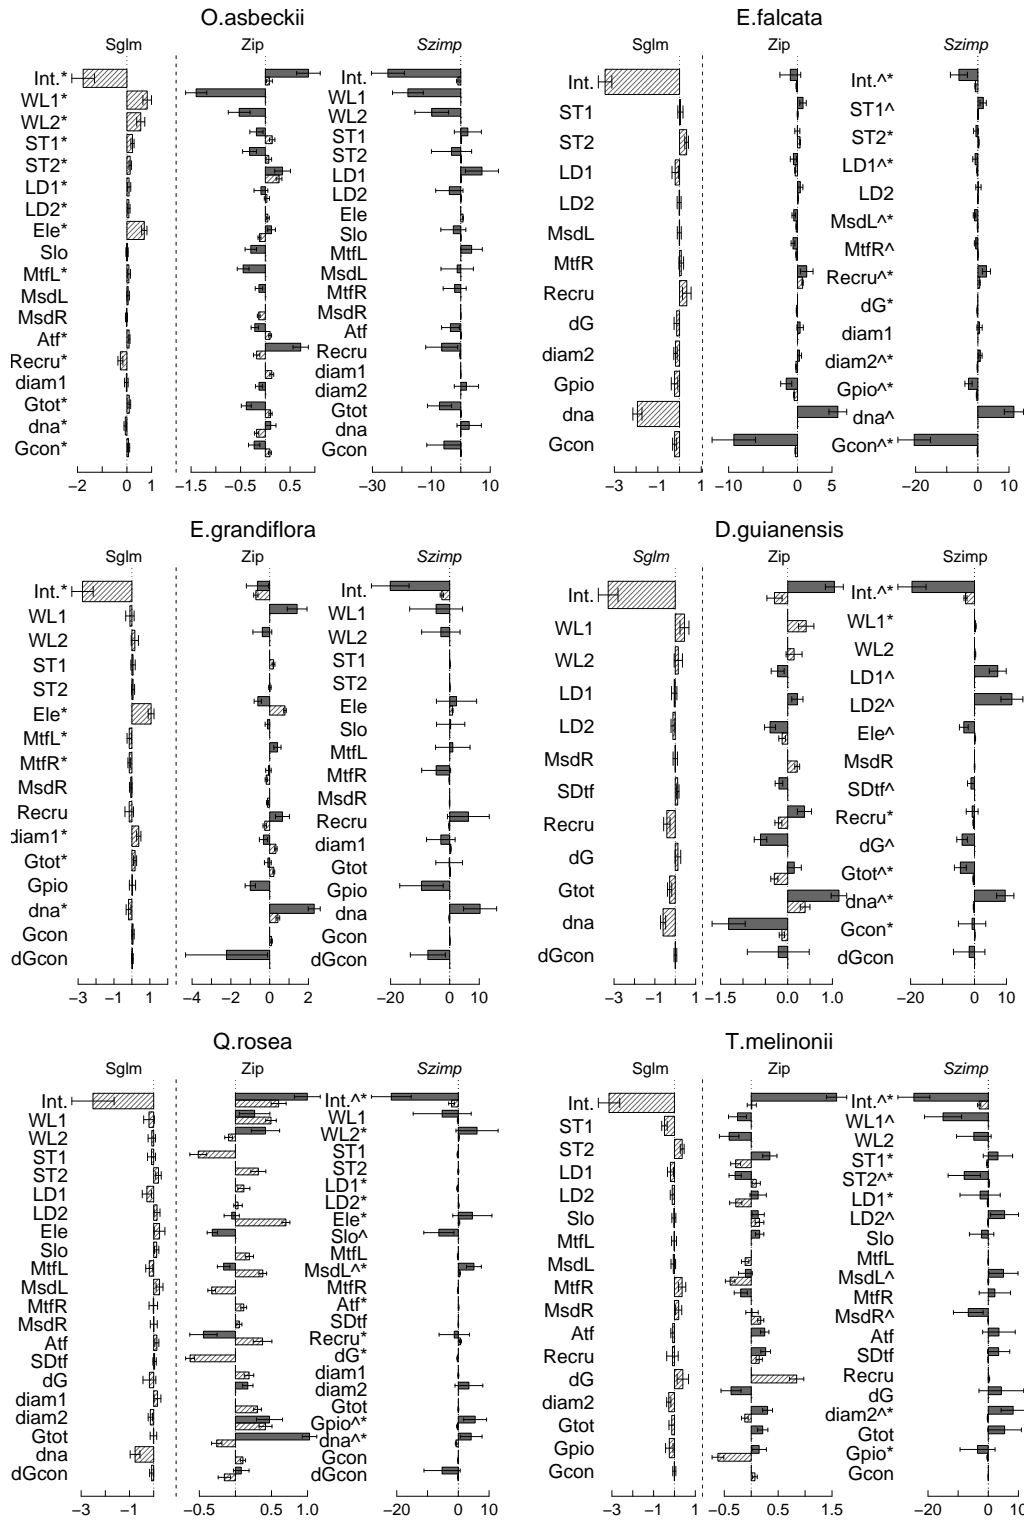 O.asbeckii
Sglm Zip Szimp
Int.* Int.
WL1* WL1
WL2* WL2
ST1* ST1
ST2* ST2
LD1* LD1
LD2* LD2
Ele* Ele
Slo Slo
MtfL* MtfL
MsdL MsdL
MsdR MtfR
Atf* MsdR
Recru* Atf
diam1 Recru
Gtot* diam1
dna* diam2
Gcon* Gtot
dna
Gcon
−2 0 1 −1.5 −0.5 0.5 −30 −10 0 10
E.falcata
Sglm Zip Szimp
Int. Int.^*
ST1 ST1^
ST2 ST2*
LD1 LD1^*
LD2 LD2
MsdL MsdL^*
MtfR MtfR^
Recru Recru^*
dG dG*
diam2 diam1
Gpio diam2^*
dna Gpio^*
Gcon dna^
Gcon^*
−3 −1 1 −10 −5 0 5 −20 0 10
E.grandiflora
Sglm Zip Szimp
Int.* Int.
WL1 WL1
WL2 WL2
ST1 ST1
ST2 ST2
Ele* Ele
MtfL* Slo
MtfR* MtfL
MsdR MtfR
Recru MsdR
diam1* Recru
Gtot* diam1
Gpio Gtot
dna* Gpio
Gcon dna
dGcon Gcon
dGcon
−3 −1 1 −4 −2 0 2 −20 0 10
D.guianensis
Sglm Zip Szimp
Int. Int.^*
WL1 WL1*
WL2 WL2
LD1 LD1^
LD2 LD2^
MsdR Ele^
SDtf MsdR
Recru SDtf^
dG Recru*
Gtot dG^
dna Gtot^*
dGcon dna^*
Gcon*
dGcon
−3 −1 1 −1.5 0.0 1.0 −20 0 10
Q.rosea
Sglm Zip Szimp
Int. Int.^*
WL1 WL1
WL2 WL2*
ST1 ST1
ST2 ST2
LD1 LD1*
LD2 LD2*
Ele Ele*
Slo Slo^
MtfL MtfL
MsdL MsdL^*
MtfR MtfR
MsdR Atf*
Atf SDtf
SDtf Recru*
dG dG*
diam1 diam1
diam2 diam2
Gtot Gtot
dna Gpio^*
dGcon dna^*
Gcon
dGcon
−3 −1 0 −0.5 0.5 1.0 −20 0 10
T.melinonii
Sglm Zip Szimp
Int. Int.^*
ST1 WL1^
ST2 WL2
LD1 ST1*
LD2 ST2^*
Slo LD1*
MtfL LD2^
MsdL Slo
MtfR MtfL
MsdR MsdL^
Atf MtfR
Recru MsdR^
dG Atf
diam2 SDtf
Gtot Recru
Gpio dG
Gcon diam2^*
Gtot
Gpio*
Gcon
−3 −1 1 −0.5 0.5 1.5 −20 0 10